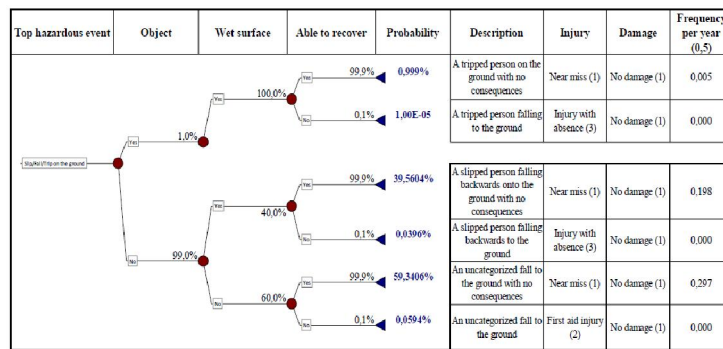 Top hazardous event Object Wet surface Able to recover Probability Description Injury Damage Frequency
per year
(0,5)
Yes 99,9% 0,999% A tripped person on the
ground with no
consequences Near miss (1) No damage (1) 0,005
Yes 100,0%
No 0,1% 1,00E-05 A tripped person falling
to the ground Injury with
absence (3) No damage (1) 0,000
Yes 1,0%
Slip/Fall/Trip on the ground
Yes 99,9% 39,5604% A slipped person falling
backwards onto the
ground with no
consequences Near miss (1) No damage (1) 0,198
Yes 40,0%
No 0,1% 0,0396% A slipped person falling
backwards to the
ground Injury with
absence (3) No damage (1) 0,000
No 99,0%
Yes 99,9% 59,3406% An uncategorized fall to
the ground with no
consequences Near miss (1) No damage (1) 0,297
No 60,0%
No 0,1% 0,0594% An uncategorized fall to
the ground First aid injury
(2) No damage (1) 0,000